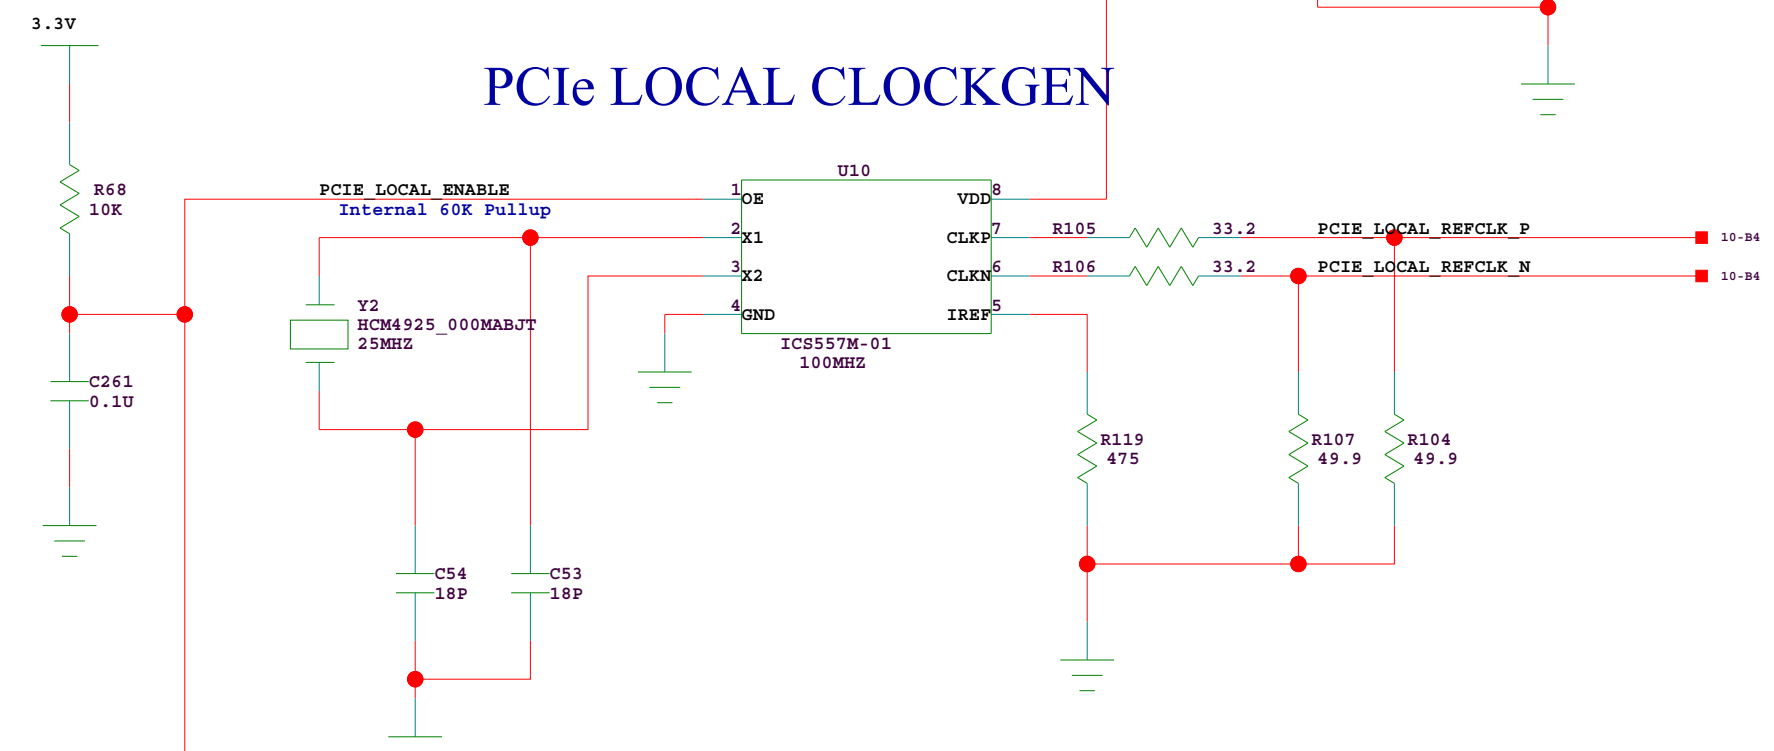 3.3V
PCIe LOCAL CLOCKGEN
U10
R68
10K
PCIE_LOCAL_ENABLE
Internal 60K Pullup
1
OE
2
X1
3
X2
4
GND
VDD
8
CLKP
7
CLKN
6
IREF
5
ICS557M-01
100MHZ
R105
33.2
PCIE_LOCAL_REFCLK_P
10-B4
R106
33.2
PCIE_LOCAL_REFCLK_N
10-B4
Y2
HCM4925_000MABJT
25MHZ
C261
0.1U
R119
475
R107
49.9
R104
49.9
C54
18P
C53
18P